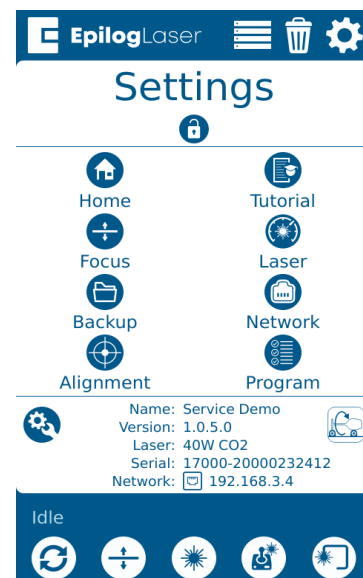 EpilogLaser
Settings
Home Tutorial
Focus Laser
Backup Network
Alignment Program
Name: Service Demo
Version: 1.0.5.0
Laser: 40W CO2
Serial: 17000-20000232412
Network: 192.168.3.4
Idle